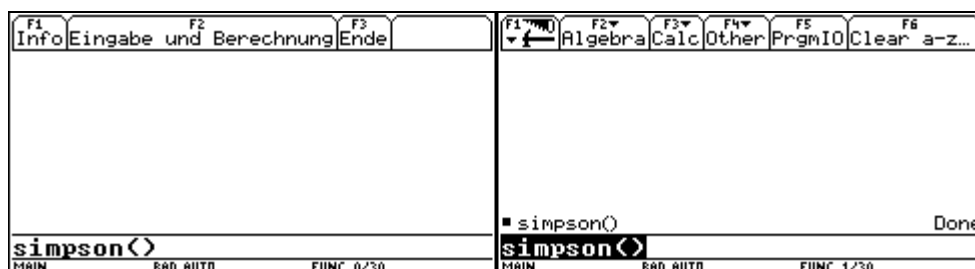 F1 F2 F3
Info Eingabe und Berechnung Ende
simpson()
MAIN RAD AUTO FUNC 0/30
F1 F2 F3 F4 F5 F6
Algebra Calc Other PrgmIO Clear a-z…
simpson() Done
simpson()
MAIN RAD AUTO FUNC 1/30